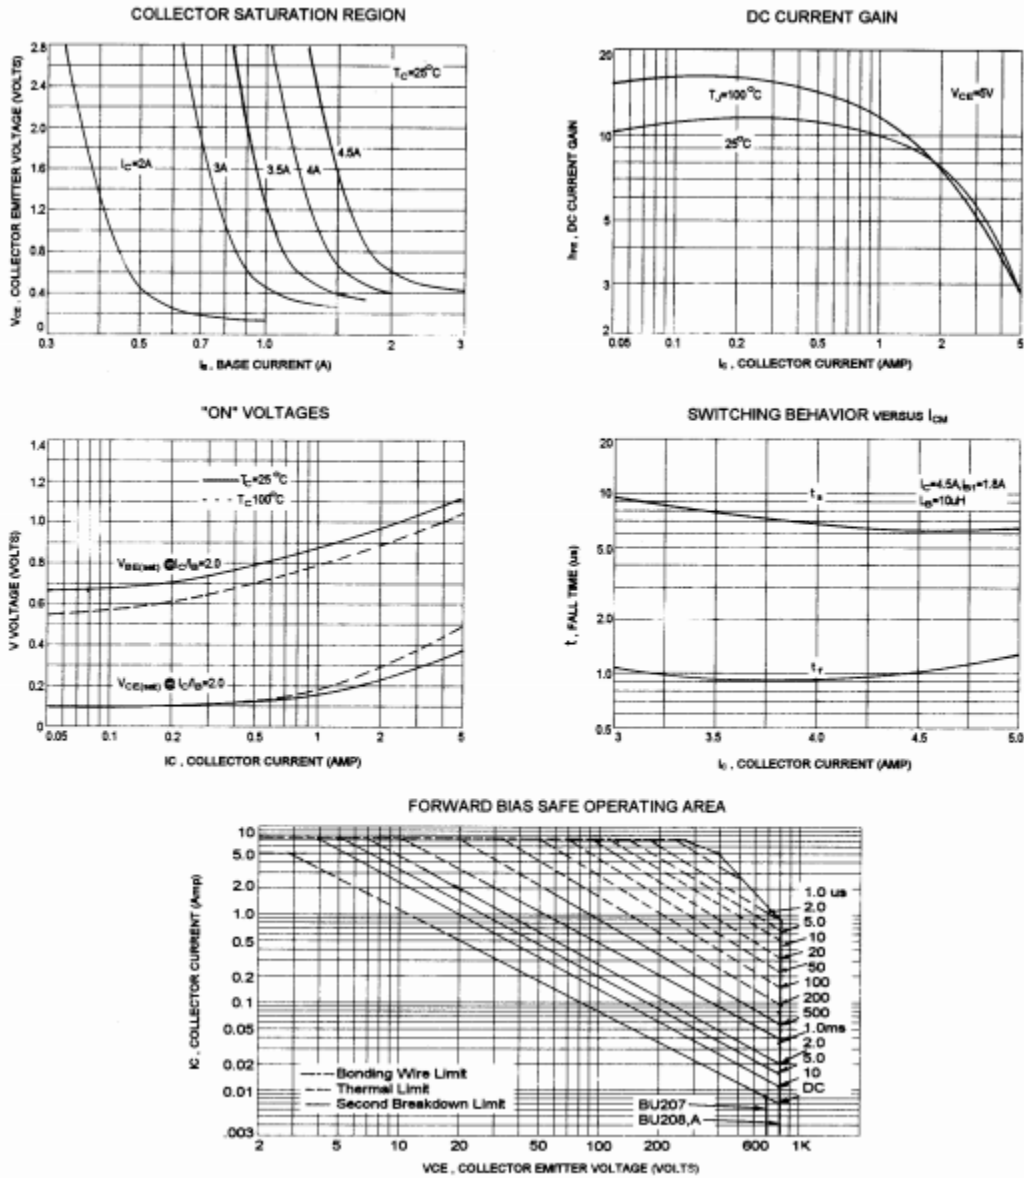 COLLECTOR SATURATION REGION
VCE , COLLECTOR EMITTER VOLTAGE (VOLTS)
2.8
2.4
2.0
1.6
1.2
0.8
0.4
0
TC=25°C
IC=2A
3A
3.5A
4A
4.5A
0.3 0.5 0.7 1.0 2 3
IB , BASE CURRENT (A)
DC CURRENT GAIN
hFE , DC CURRENT GAIN
20
10
5
3
2
TJ=100°C
25°C
VCE=5V
0.05 0.1 0.2 0.5 1 2 5
IC , COLLECTOR CURRENT (AMP)
"ON" VOLTAGES
V VOLTAGE (VOLTS)
1.4
1.2
1.0
0.8
0.6
0.4
0.2
0
TC=25°C
TC 100°C
VBE(sat) @ IC/IB=2.0
VCE(sat) @ IC/IB=2.0
0.05 0.1 0.2 0.5 1 2 5
IC , COLLECTOR CURRENT (AMP)
SWITCHING BEHAVIOR VERSUS ICM
t, FALL TIME (us)
20
10
5.0
2.0
1.0
0.5
ts
tf
IC=4.5A,IB1=1.8A
LB=10uH
3 3.5 4.0 4.5 5.0
IC , COLLECTOR CURRENT (AMP)
FORWARD BIAS SAFE OPERATING AREA
IC , COLLECTOR CURRENT (Amp)
10
5.0
2.0
1.0
0.5
0.2
0.1
0.05
0.02
0.01
.003
1.0 us
2.0
5.0
10
20
50
100
200
500
1.0ms
2.0
5.0
10
DC
Bonding Wire Limit
Thermal Limit
Second Breakdown Limit
BU207
BU208,A
2 5 10 20 50 100 200 600 1K
VCE , COLLECTOR EMITTER VOLTAGE (VOLTS)